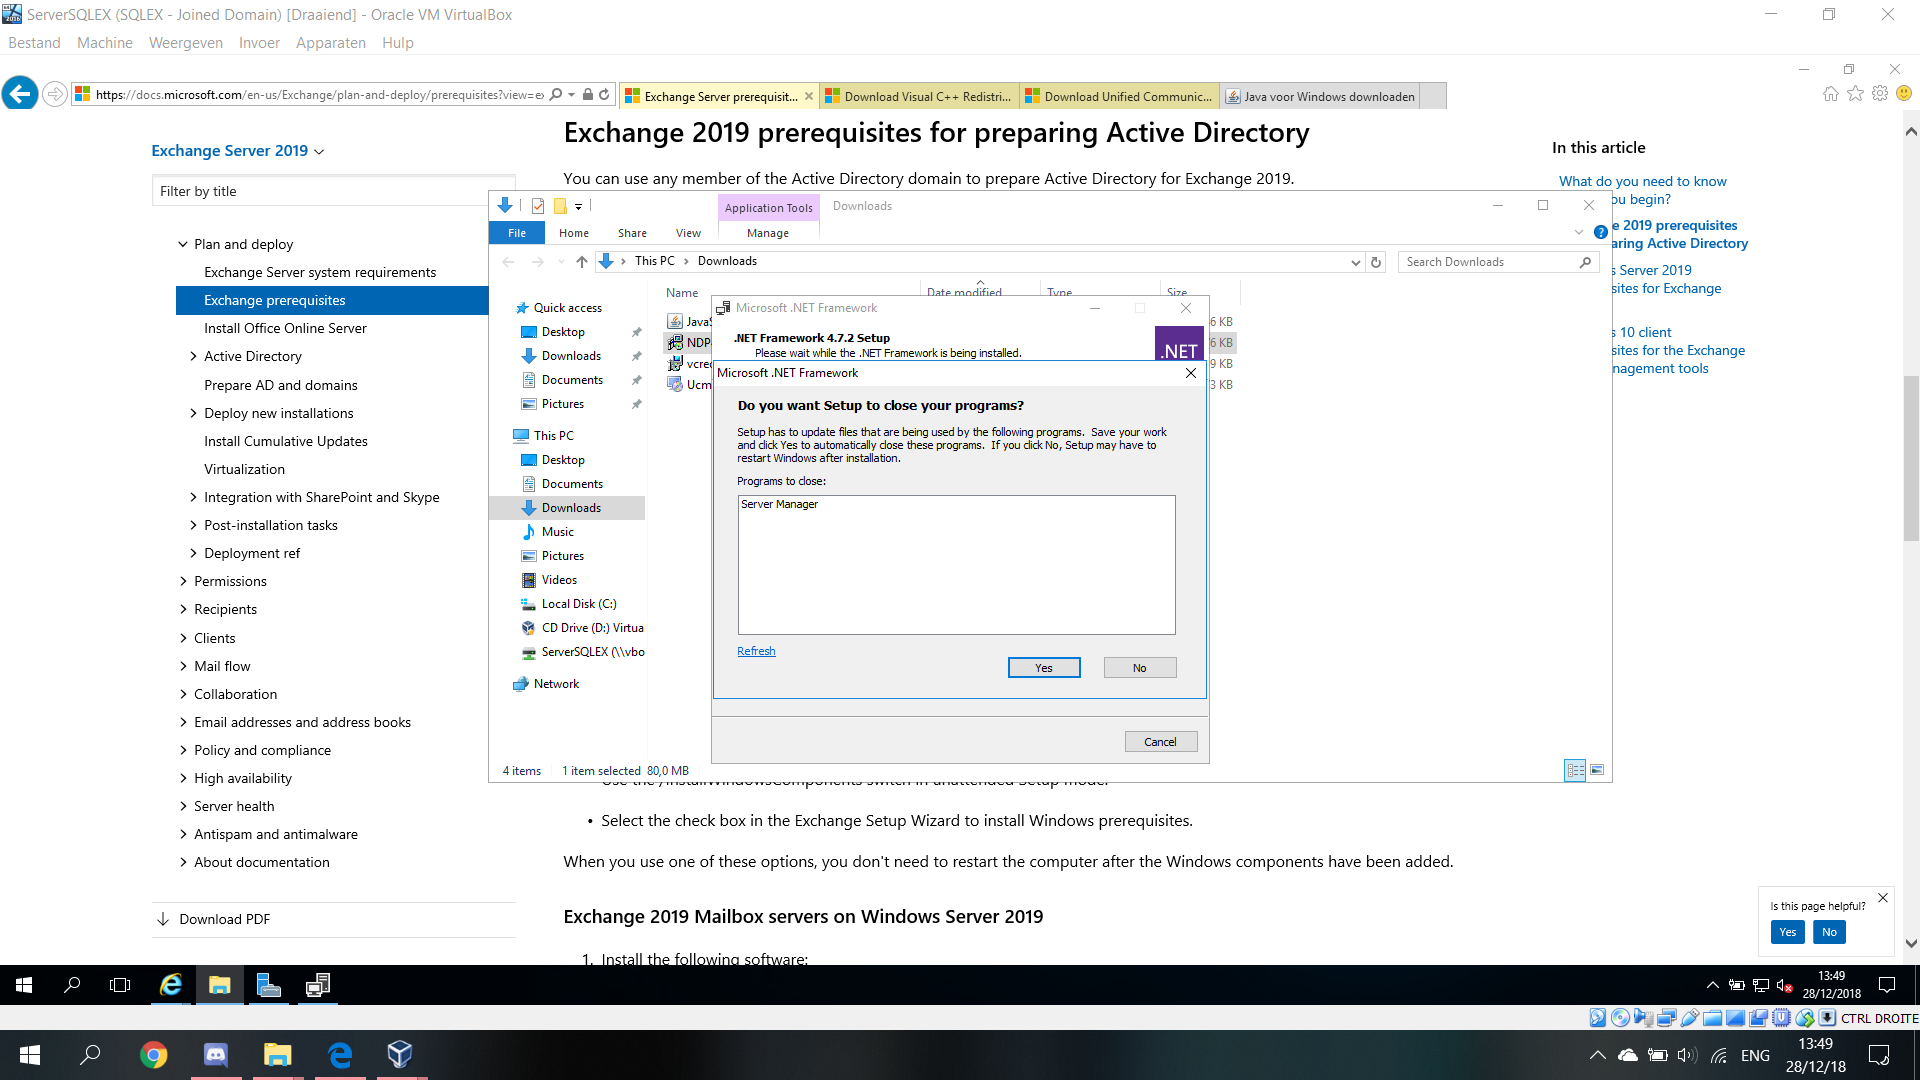 ServerSQLEX (SQLEX - Joined Domain) [Draaiend] - Oracle VM VirtualBox
Bestand Machine Weergeven Invoer Apparaten Hulp
https://docs.microsoft.com/en-us/Exchange/plan-and-deploy/prerequisites?view=e
Exchange Server prerequisit...
Download Visual C++ Redistri...
Download Unified Communic...
Java voor Windows downloaden
Exchange Server 2019
Filter by title
Plan and deploy
Exchange Server system requirements
Exchange prerequisites
Install Office Online Server
Active Directory
Prepare AD and domains
Deploy new installations
Install Cumulative Updates
Virtualization
Integration with SharePoint and Skype
Post-installation tasks
Deployment ref
Permissions
Recipients
Clients
Mail flow
Collaboration
Email addresses and address books
Policy and compliance
High availability
Server health
Antispam and antimalware
About documentation
Download PDF
Exchange 2019 prerequisites for preparing Active Directory
You can use any member of the Active Directory domain to prepare Active Directory for Exchange 2019.
Application Tools
Downloads
File Home Share View Manage
This PC > Downloads
Search Downloads
Name Date modified Type Size
Quick access
Desktop
Downloads
Documents
Pictures
This PC
Desktop
Documents
Downloads
Music
Pictures
Videos
Local Disk (C:)
CD Drive (D:) Virtua
ServerSQLEX (\\vbo
Network
JavaS
6 KB
NDP
6 KB
vcrec
9 KB
Ucm
3 KB
4 items 1 item selected 80,0 MB
Microsoft .NET Framework
.NET Framework 4.7.2 Setup
Please wait while the .NET Framework is being installed.
.NET
Microsoft .NET Framework
Do you want Setup to close your programs?
Setup has to update files that are being used by the following programs. Save your work
and click Yes to automatically close these programs. If you click No, Setup may have to
restart Windows after installation.
Programs to close:
Server Manager
Refresh
Yes
No
Cancel
Use the /InstallWindowsComponents switch in unattended Setup mode.
• Select the check box in the Exchange Setup Wizard to install Windows prerequisites.
When you use one of these options, you don't need to restart the computer after the Windows components have been added.
Exchange 2019 Mailbox servers on Windows Server 2019
1. Install the following software:
In this article
What do you need to know
ou begin?
e 2019 prerequisites
aring Active Directory
s Server 2019
sites for Exchange
s 10 client
sites for the Exchange
nagement tools
Is this page helpful?
Yes
No
13:49
28/12/2018
CTRL DROITE
ENG
13:49
28/12/18